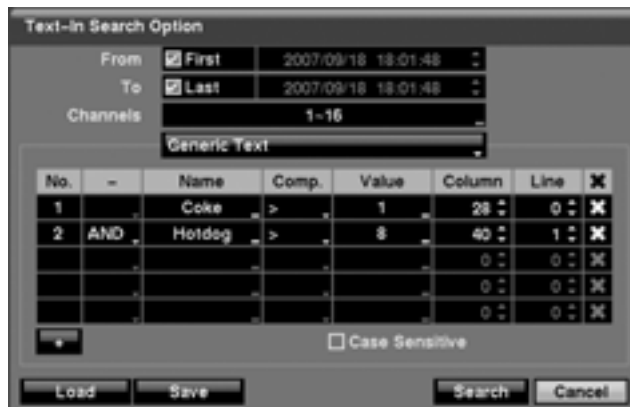 Text-In Search Option
From First 2007/09/18 18:01:48
To Last 2007/09/18 18:01:48
Channels 1~16
Generic Text
No. - Name Comp. Value Column Line
1 Coke > 1 28 0
2 AND Hotdog > 8 40 1
0 0
0 0
0 0
+
Case Sensitive
Load Save Search Cancel